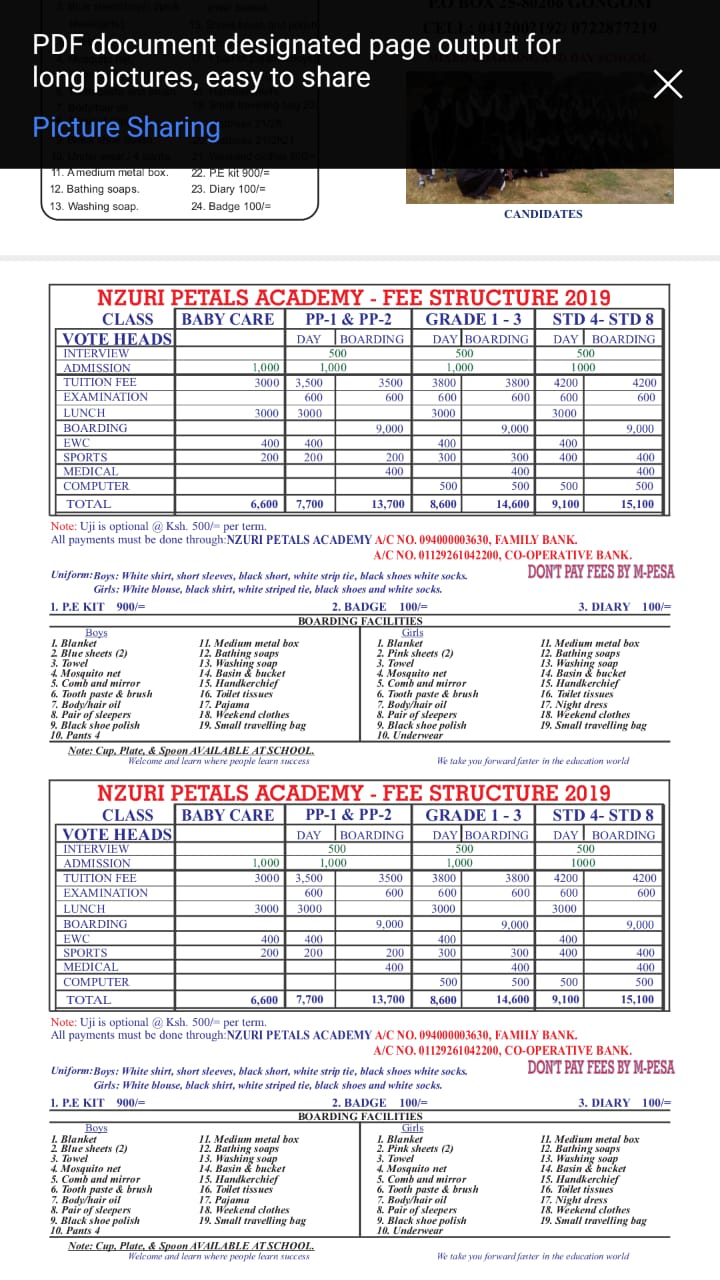 P.O BOX 25-80206 GONGONI
PDF document designated page output for
long pictures, easy to share
Picture Sharing
11. A medium metal box.
12. Bathing soaps.
13. Washing soap.
22. P.E kit 900/=
23. Diary 100/=
24. Badge 100/=
CANDIDATES
NZURI PETALS ACADEMY - FEE STRUCTURE 2019
CLASS BABY CARE PP-1 & PP-2 GRADE 1 - 3 STD 4- STD 8
VOTE HEADS DAY BOARDING DAY BOARDING DAY BOARDING
INTERVIEW 500 500 500
ADMISSION 1,000 1,000 1,000 1000
TUITION FEE 3000 3,500 3500 3800 3800 4200 4200
EXAMINATION 600 600 600 600 600 600
LUNCH 3000 3000 3000 3000
BOARDING 9,000 9,000 9,000
EWC 400 400 400 400
SPORTS 200 200 200 300 300 400 400
MEDICAL 400 400 400
COMPUTER 500 500 500 500
TOTAL 6,600 7,700 13,700 8,600 14,600 9,100 15,100
Note: Uji is optional @ Ksh. 500/= per term.
All payments must be done through:NZURI PETALS ACADEMY A/C NO. 094000003630, FAMILY BANK.
A/C NO. 01129261042200, CO-OPERATIVE BANK.
Uniform:Boys: White shirt, short sleeves, black short, white strip tie, black shoes white socks.
DON'T PAY FEES BY M-PESA
Girls: White blouse, black shirt, white striped tie, black shoes and white socks.
1. P.E KIT 900/= 2. BADGE 100/= 3. DIARY 100/=
BOARDING FACILITIES
Boys
1. Blanket
2. Blue sheets (2)
3. Towel
4. Mosquito net
5. Comb and mirror
6. Tooth paste & brush
7. Body/hair oil
8. Pair of sleepers
9. Black shoe polish
10. Pants 4
11. Medium metal box
12. Bathing soaps
13. Washing soap
14. Basin & bucket
15. Handkerchief
16. Toilet tissues
17. Pajama
18. Weekend clothes
19. Small travelling bag
Girls
1. Blanket
2. Pink sheets (2)
3. Towel
4. Mosquito net
5. Comb and mirror
6. Tooth paste & brush
7. Body/hair oil
8. Pair of sleepers
9. Black shoe polish
10. Underwear
11. Medium metal box
12. Bathing soaps
13. Washing soap
14. Basin & bucket
15. Handkerchief
16. Toilet tissues
17. Night dress
18. Weekend clothes
19. Small travelling bag
Note: Cup, Plate, & Spoon AVAILABLE AT SCHOOL.
Welcome and learn where people learn success We take you forward faster in the education world
NZURI PETALS ACADEMY - FEE STRUCTURE 2019
CLASS BABY CARE PP-1 & PP-2 GRADE 1 - 3 STD 4- STD 8
VOTE HEADS DAY BOARDING DAY BOARDING DAY BOARDING
INTERVIEW 500 500 500
ADMISSION 1,000 1,000 1,000 1000
TUITION FEE 3000 3,500 3500 3800 3800 4200 4200
EXAMINATION 600 600 600 600 600 600
LUNCH 3000 3000 3000 3000
BOARDING 9,000 9,000 9,000
EWC 400 400 400 400
SPORTS 200 200 200 300 300 400 400
MEDICAL 400 400 400
COMPUTER 500 500 500 500
TOTAL 6,600 7,700 13,700 8,600 14,600 9,100 15,100
Note: Uji is optional @ Ksh. 500/= per term.
All payments must be done through:NZURI PETALS ACADEMY A/C NO. 094000003630, FAMILY BANK.
A/C NO. 01129261042200, CO-OPERATIVE BANK.
Uniform:Boys: White shirt, short sleeves, black short, white strip tie, black shoes white socks.
DON'T PAY FEES BY M-PESA
Girls: White blouse, black shirt, white striped tie, black shoes and white socks.
1. P.E KIT 900/= 2. BADGE 100/= 3. DIARY 100/=
BOARDING FACILITIES
Boys
1. Blanket
2. Blue sheets (2)
3. Towel
4. Mosquito net
5. Comb and mirror
6. Tooth paste & brush
7. Body/hair oil
8. Pair of sleepers
9. Black shoe polish
10. Pants 4
11. Medium metal box
12. Bathing soaps
13. Washing soap
14. Basin & bucket
15. Handkerchief
16. Toilet tissues
17. Pajama
18. Weekend clothes
19. Small travelling bag
Girls
1. Blanket
2. Pink sheets (2)
3. Towel
4. Mosquito net
5. Comb and mirror
6. Tooth paste & brush
7. Body/hair oil
8. Pair of sleepers
9. Black shoe polish
10. Underwear
11. Medium metal box
12. Bathing soaps
13. Washing soap
14. Basin & bucket
15. Handkerchief
16. Toilet tissues
17. Night dress
18. Weekend clothes
19. Small travelling bag
Note: Cup, Plate, & Spoon AVAILABLE AT SCHOOL.
Welcome and learn where people learn success We take you forward faster in the education world